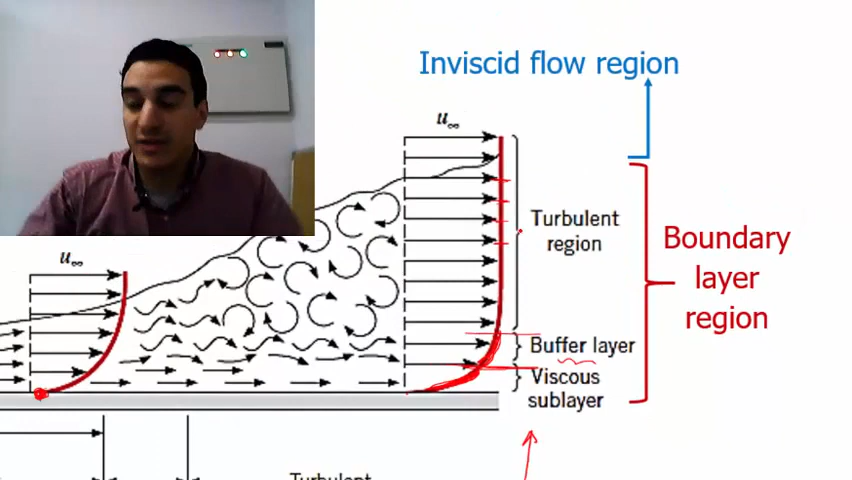 Inviscid flow region
u∞
Turbulent
region
Boundary
layer
region
u∞
Buffer layer
Viscous
sublayer
Turbulent